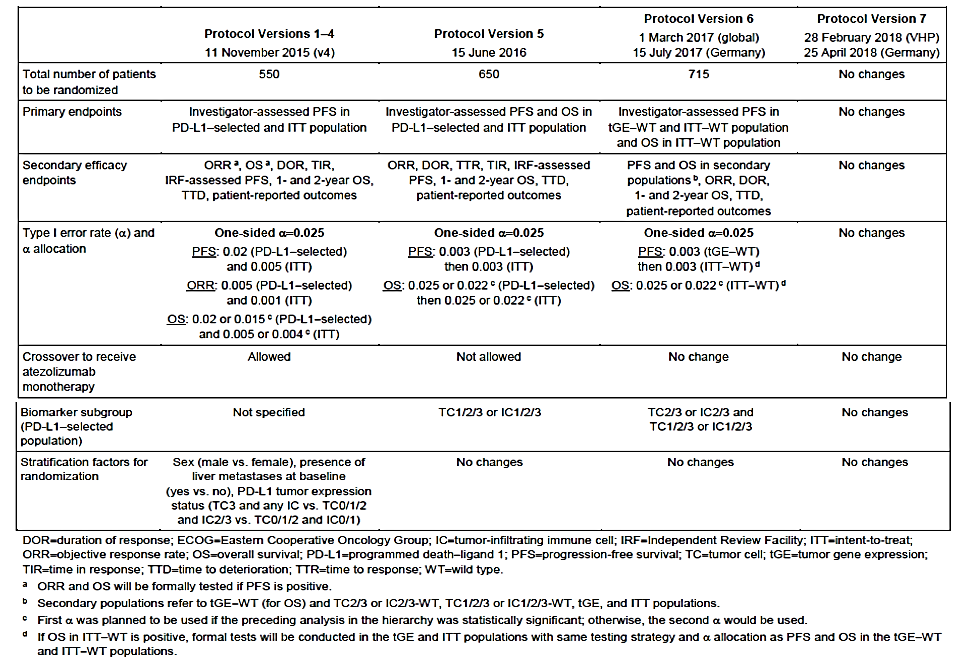 Protocol Versions 1–4
11 November 2015 (v4)
Protocol Version 5
15 June 2016
Protocol Version 6
1 March 2017 (global)
15 July 2017 (Germany)
Protocol Version 7
28 February 2018 (VHP)
25 April 2018 (Germany)
Total number of patients
to be randomized
550
650
715
No changes
Primary endpoints
Investigator-assessed PFS in
PD-L1–selected and ITT population
Investigator-assessed PFS and OS in
PD-L1–selected and ITT population
Investigator-assessed PFS in
tGE–WT and ITT–WT population
and OS in ITT–WT population
No changes
Secondary efficacy
endpoints
ORR a, OS a, DOR, TIR,
IRF-assessed PFS, 1- and 2-year OS,
TTD, patient-reported outcomes
ORR, DOR, TTR, TIR, IRF-assessed
PFS, 1- and 2-year OS, TTD,
patient-reported outcomes
PFS and OS in secondary
populations b, ORR, DOR,
1- and 2-year OS, TTD,
patient-reported outcomes
No changes
Type I error rate (α) and
α allocation
One-sided α=0.025
PFS: 0.02 (PD-L1–selected)
and 0.005 (ITT)
ORR: 0.005 (PD-L1–selected)
and 0.001 (ITT)
OS: 0.02 or 0.015 c (PD-L1–selected)
and 0.005 or 0.004 c (ITT)
One-sided α=0.025
PFS: 0.003 (PD-L1–selected)
then 0.003 (ITT)
OS: 0.025 or 0.022 c (PD-L1–selected)
then 0.025 or 0.022 c (ITT)
One-sided α=0.025
PFS: 0.003 (tGE–WT)
then 0.003 (ITT–WT) d
OS: 0.025 or 0.022 c (ITT–WT) d
No changes
Crossover to receive
atezolizumab
monotherapy
Allowed
Not allowed
No change
No change
Biomarker subgroup
(PD-L1–selected
population)
Not specified
TC1/2/3 or IC1/2/3
TC2/3 or IC2/3 and
TC1/2/3 or IC1/2/3
No changes
Stratification factors for
randomization
Sex (male vs. female), presence of
liver metastases at baseline
(yes vs. no), PD-L1 tumor expression
status (TC3 and any IC vs. TC0/1/2
and IC2/3 vs. TC0/1/2 and IC0/1)
No changes
No changes
No changes
DOR=duration of response; ECOG=Eastern Cooperative Oncology Group; IC=tumor-infiltrating immune cell; IRF=Independent Review Facility; ITT=intent-to-treat;
ORR=objective response rate; OS=overall survival; PD-L1=programmed death–ligand 1; PFS=progression-free survival; TC=tumor cell; tGE=tumor gene expression;
TIR=time in response; TTD=time to deterioration; TTR=time to response; WT=wild type.
a ORR and OS will be formally tested if PFS is positive.
b Secondary populations refer to tGE–WT (for OS) and TC2/3 or IC2/3-WT, TC1/2/3 or IC1/2/3-WT, tGE, and ITT populations.
c First α was planned to be used if the preceding analysis in the hierarchy was statistically significant; otherwise, the second α would be used.
d If OS in ITT–WT is positive, formal tests will be conducted in the tGE and ITT populations with same testing strategy and α allocation as PFS and OS in the tGE–WT
and ITT–WT populations.